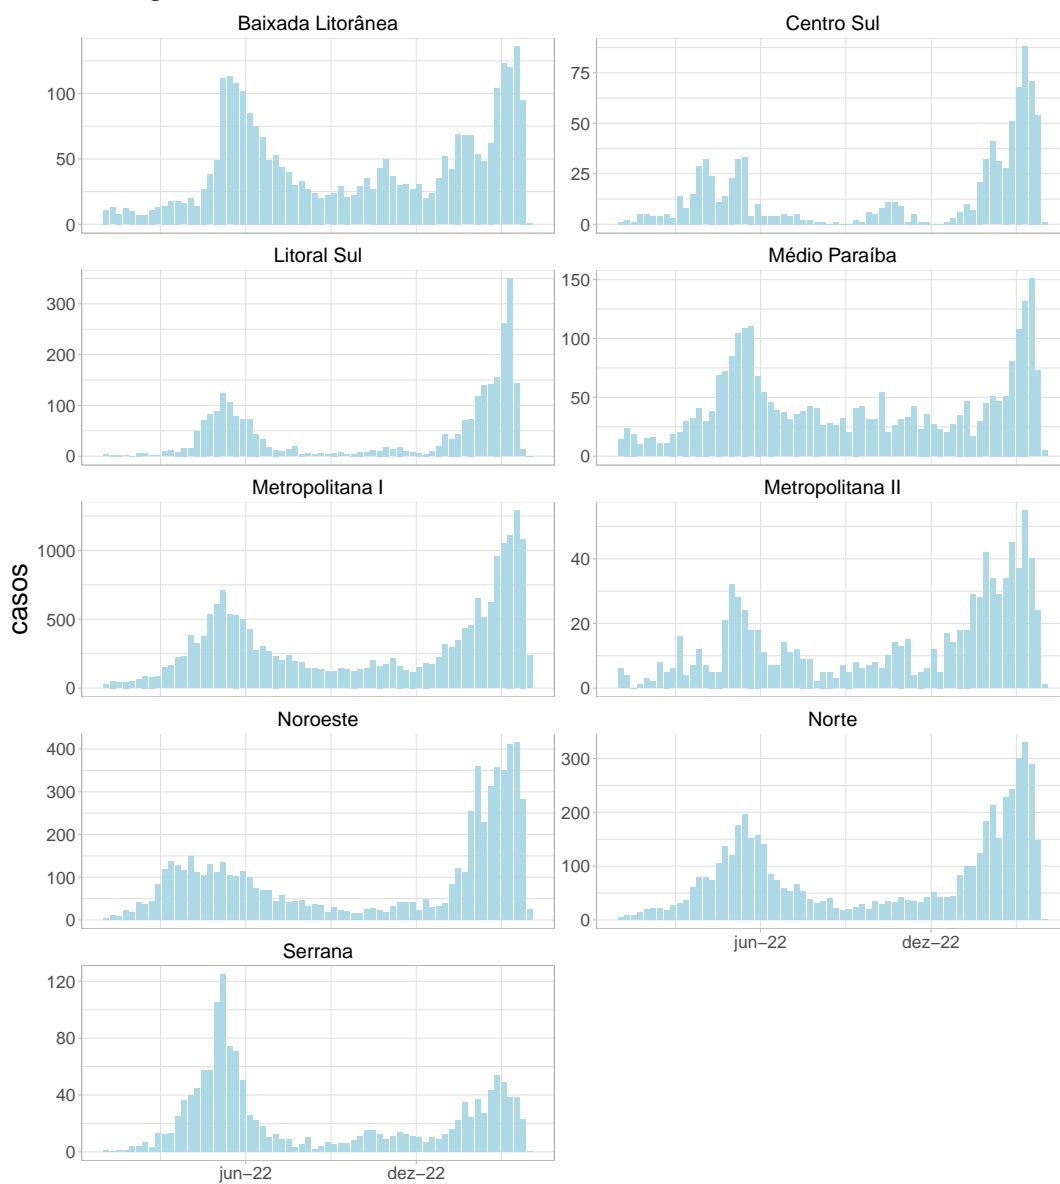 Baixada Litorânea
Centro Sul
100
50
0
75
50
25
0
Litoral Sul
Médio Paraíba
300
200
100
0
150
100
50
0
Metropolitana I
Metropolitana II
1000
500
0
40
20
0
casos
Noroeste
Norte
400
300
200
100
0
300
200
100
0
jun−22
dez−22
Serrana
120
80
40
0
jun−22
dez−22